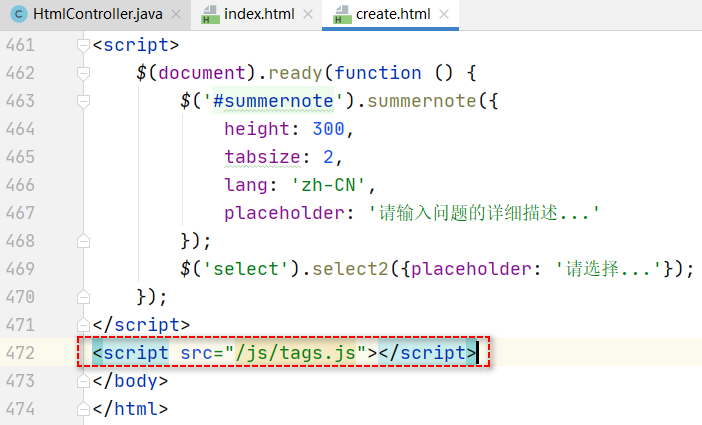 HtmlController.java index.html create.html
461 <script>
462 $(document).ready(function () {
463 $('#summernote').summernote({
464 height: 300,
465 tabsize: 2,
466 lang: 'zh-CN',
467 placeholder: '请输入问题的详细描述...'
468 });
469 $('select').select2({placeholder: '请选择...'});
470 });
471 </script>
472 <script src="/js/tags.js"></script>
473 </body>
474 </html>